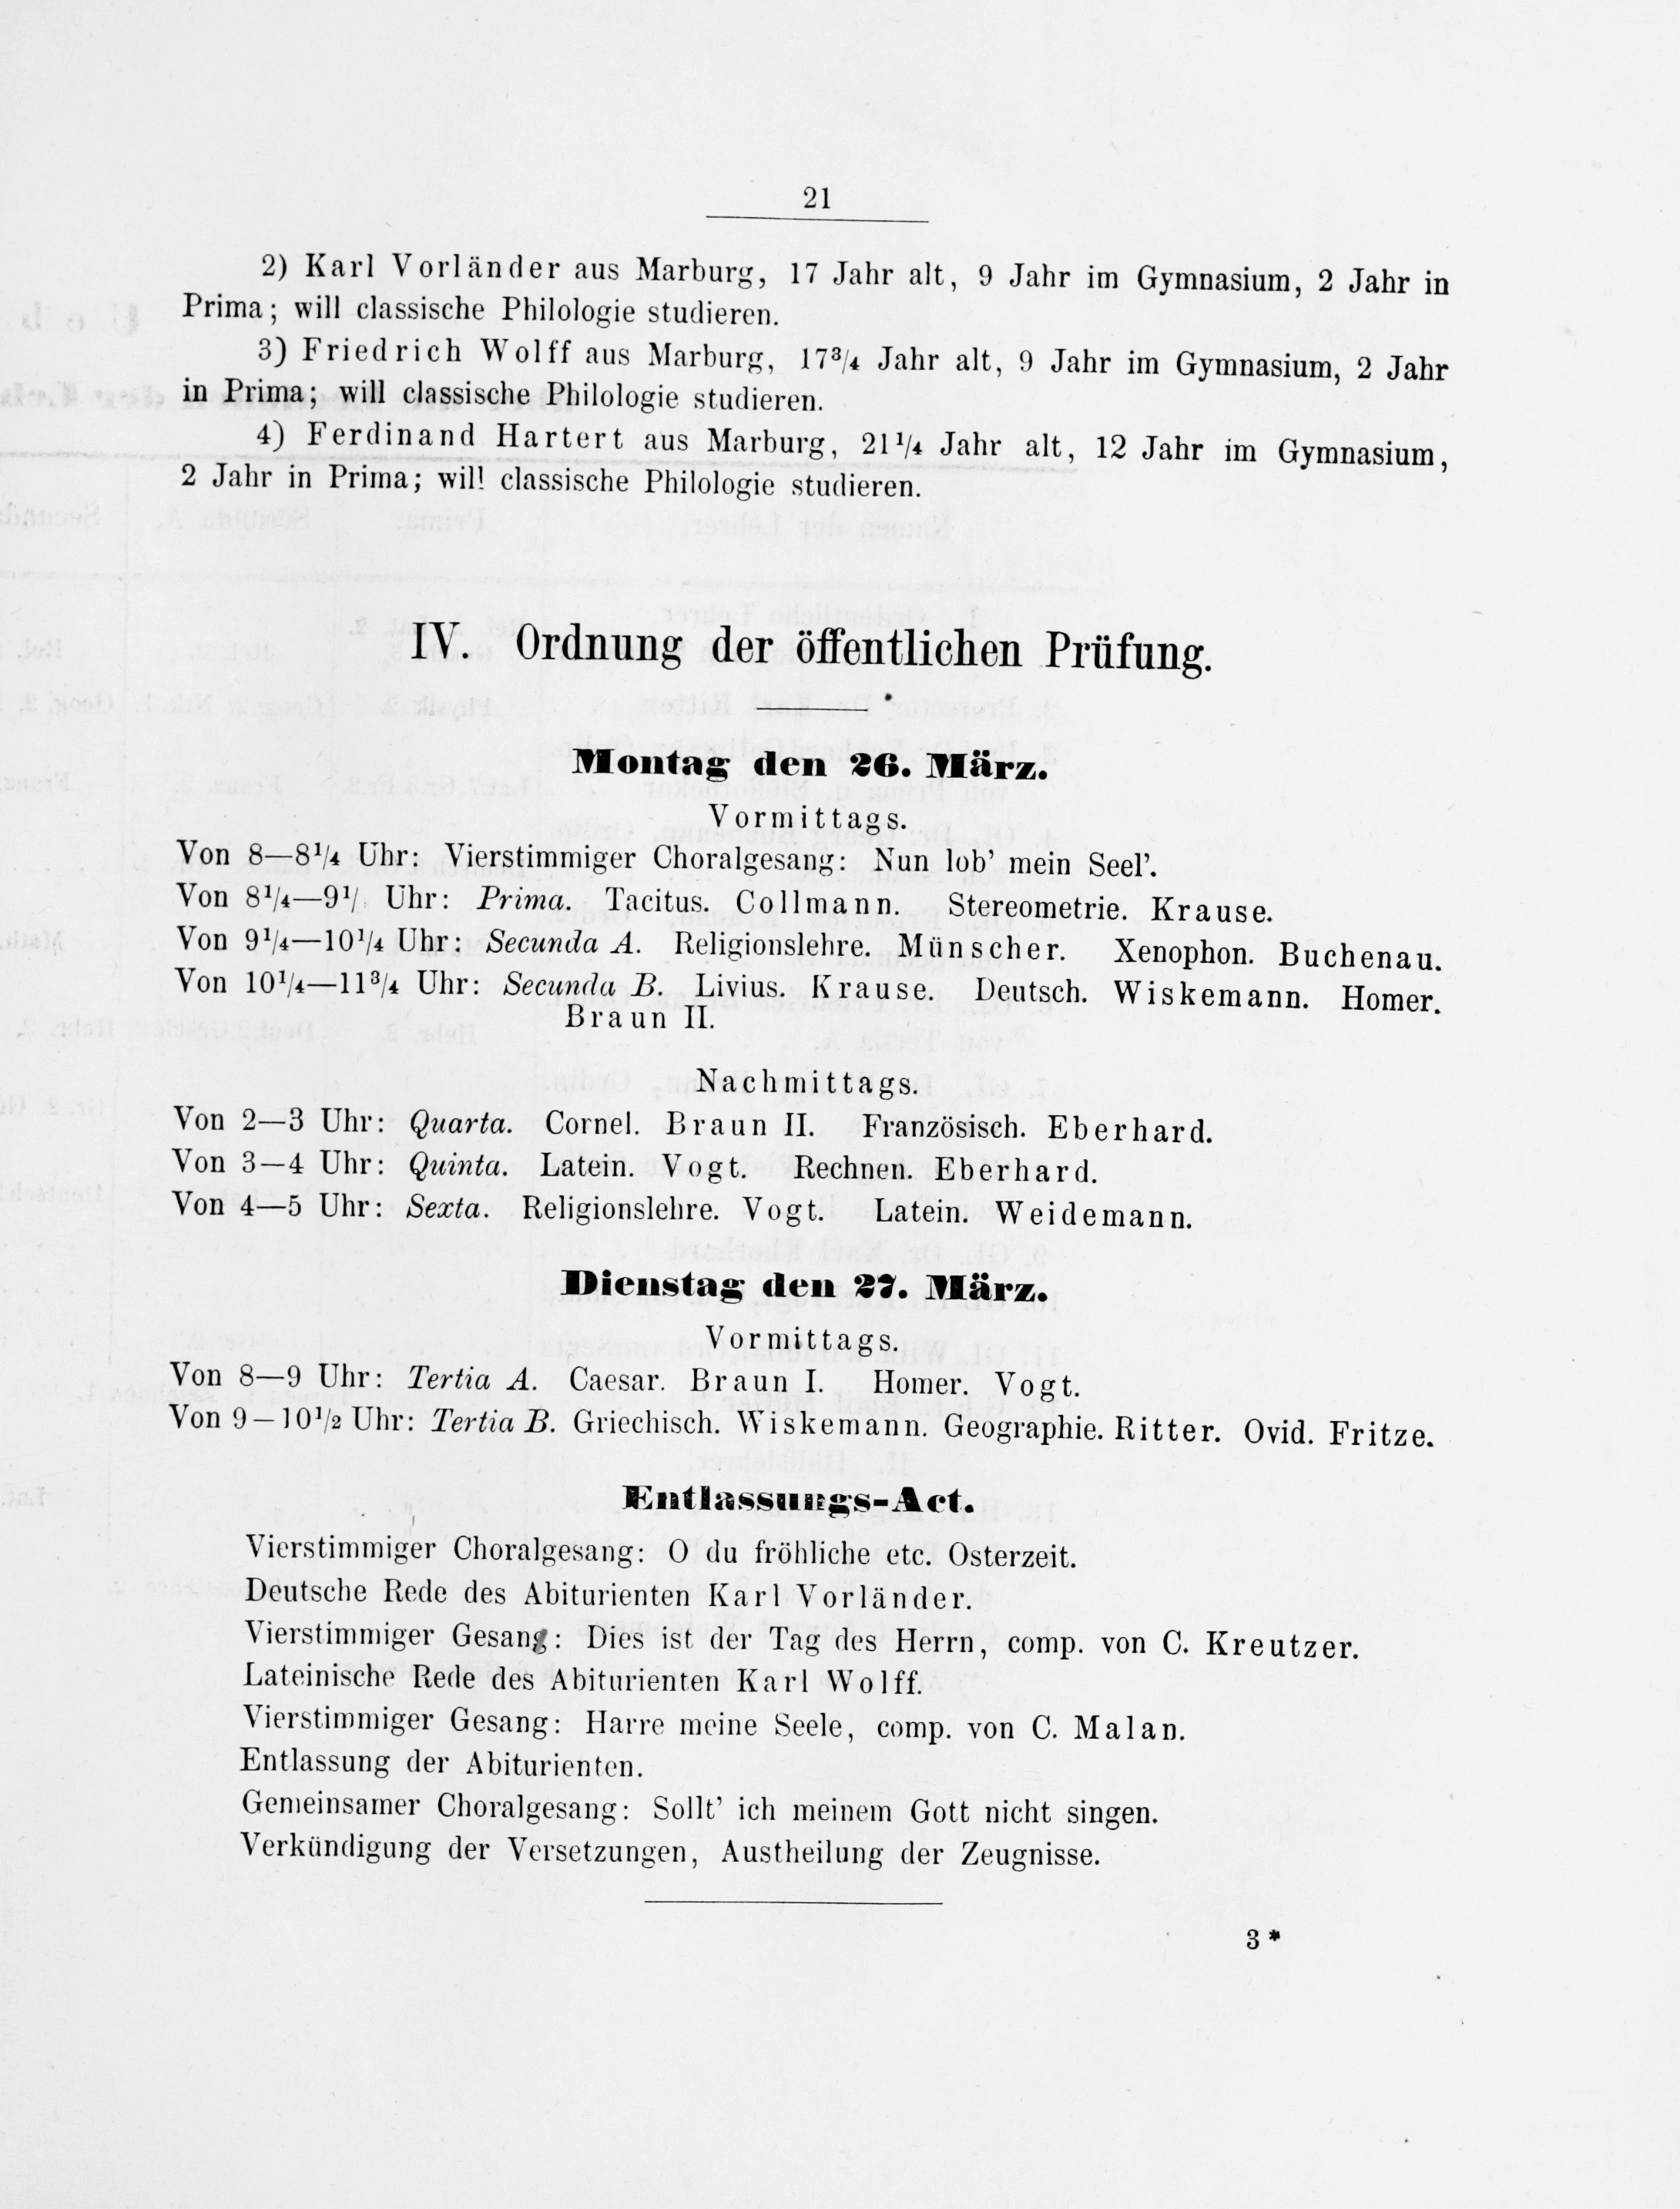 21
2) Karl Vorländer aus Marburg, 17 Jahr alt, 9 Jahr im Gymnasium, 2 Jahr in
Prima; will classische Philologie studieren.
3) Friedrich Wolff aus Marburg, 17¾ Jahr alt, 9 Jahr im Gymnasium, 2 Jahr
in Prima; will classische Philologie studieren.
4) Ferdinand Hartert aus Marburg, 21¼ Jahr alt, 12 Jahr im Gymnasium,
2 Jahr in Prima; will classische Philologie studieren.
IV. Ordnung der öffentlichen Prüfung.
Montag den 26. März.
Vormittags.
Von 8—8¼ Uhr: Vierstimmiger Choralgesang: Nun lob' mein Seel'.
Von 8¼—9¼ Uhr: Prima. Tacitus. Collmann. Stereometrie. Krause.
Von 9¼—10¼ Uhr: Secunda A. Religionslehre. Münscher. Xenophon. Buchenau.
Von 10¼—11¾ Uhr: Secunda B. Livius. Krause. Deutsch. Wiskemann. Homer.
Braun II.
Nachmittags.
Von 2—3 Uhr: Quarta. Cornel. Braun II. Französisch. Eberhard.
Von 3—4 Uhr: Quinta. Latein. Vogt. Rechnen. Eberhard.
Von 4—5 Uhr: Sexta. Religionslehre. Vogt. Latein. Weidemann.
Dienstag den 27. März.
Vormittags.
Von 8—9 Uhr: Tertia A. Caesar. Braun I. Homer. Vogt.
Von 9—10½ Uhr: Tertia B. Griechisch. Wiskemann. Geographie. Ritter. Ovid. Fritze.
Entlassungs-Act.
Vierstimmiger Choralgesang: O du fröhliche etc. Osterzeit.
Deutsche Rede des Abiturienten Karl Vorländer.
Vierstimmiger Gesang: Dies ist der Tag des Herrn, comp. von C. Kreutzer.
Lateinische Rede des Abiturienten Karl Wolff.
Vierstimmiger Gesang: Harre meine Seele, comp. von C. Malan.
Entlassung der Abiturienten.
Gemeinsamer Choralgesang: Sollt' ich meinem Gott nicht singen.
Verkündigung der Versetzungen, Austheilung der Zeugnisse.
3*